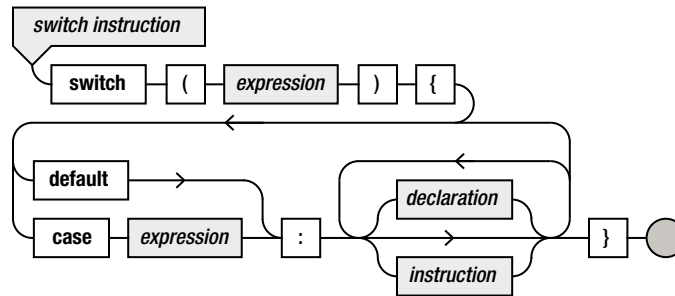 switch instruction
switch ( expression ) {
default
declaration
case expression : }
instruction